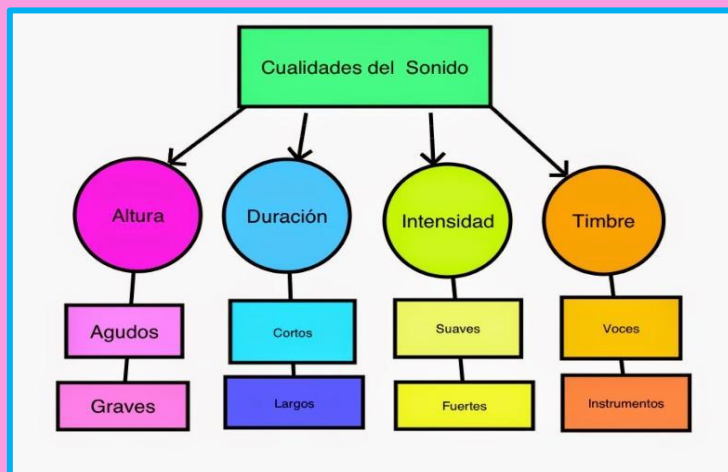 Cualidades del Sonido
Altura
Duración
Intensidad
Timbre
Agudos
Cortos
Suaves
Voces
Graves
Largos
Fuertes
Instrumentos